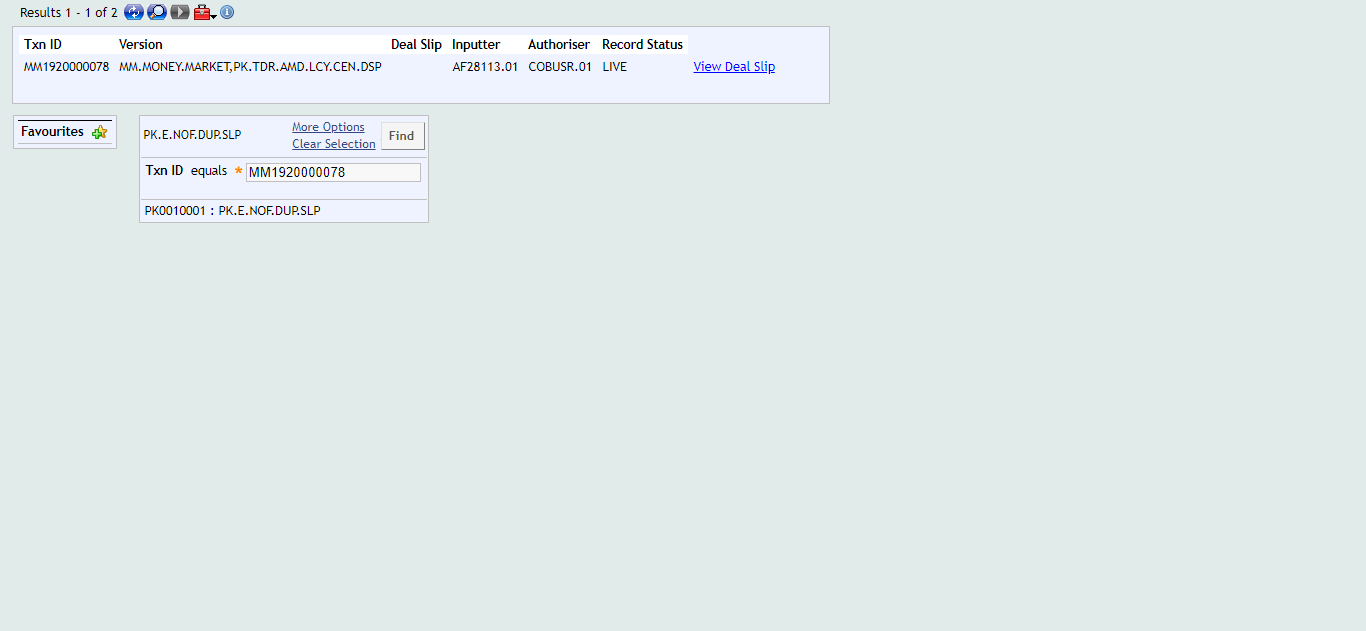 Results 1 - 1 of 2
Txn ID Version Deal Slip Inputter Authoriser Record Status
MM1920000078 MM.MONEY.MARKET,PK.TDR.AMD.LCY.CEN.DSP AF28113.01 COBUSR.01 LIVE View Deal Slip
Favourites
PK.E.NOF.DUP.SLP
More Options
Clear Selection
Find
Txn ID equals * MM1920000078
PK0010001 : PK.E.NOF.DUP.SLP